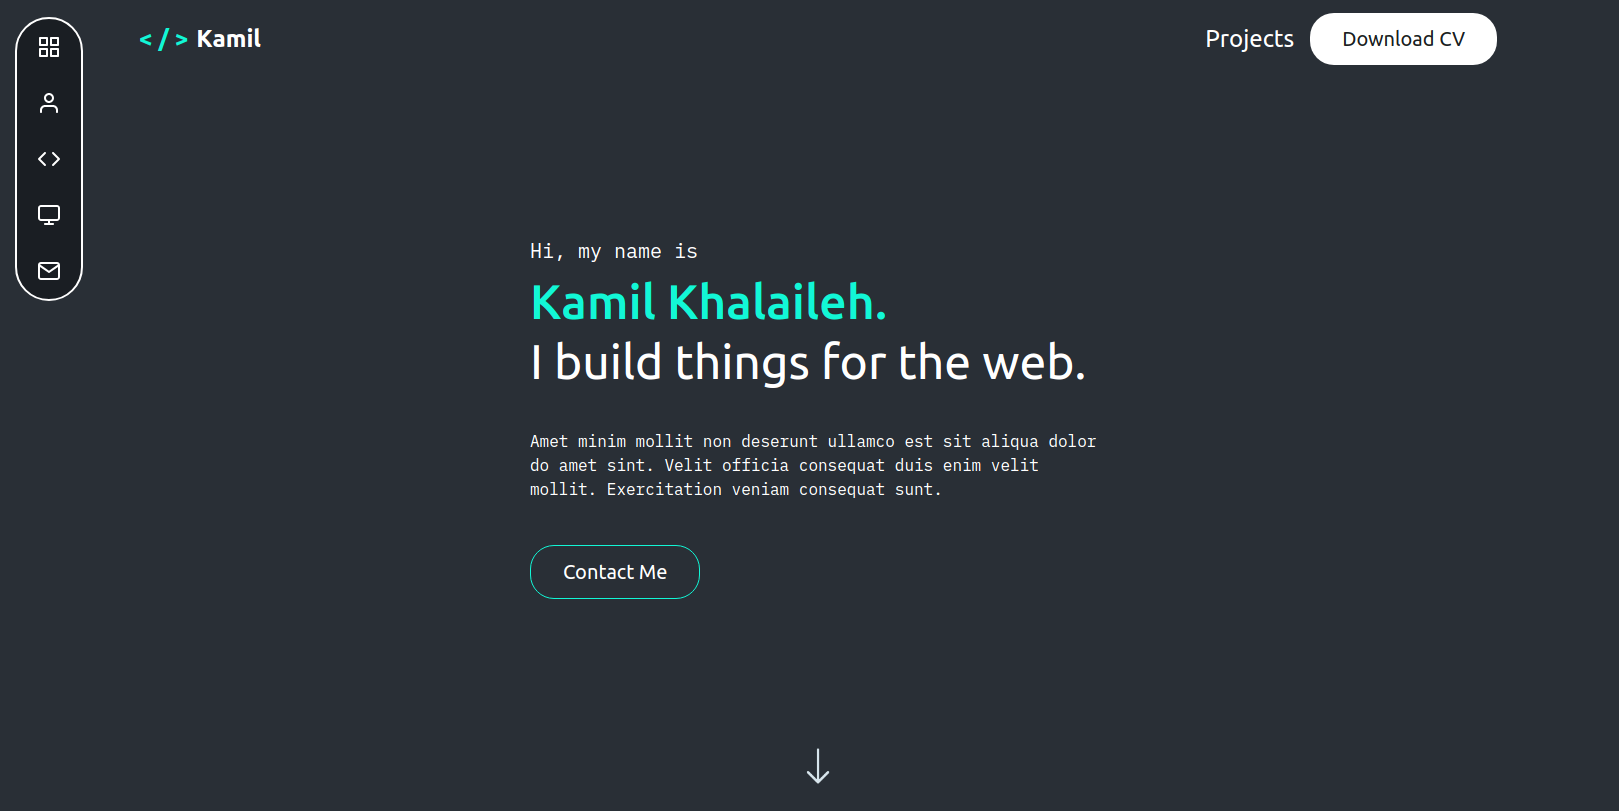 </> Kamil
Projects
Download CV
Hi, my name is
Kamil Khalaileh.
I build things for the web.
Amet minim mollit non deserunt ullamco est sit aliqua dolor
do amet sint. Velit officia consequat duis enim velit
mollit. Exercitation veniam consequat sunt.
Contact Me